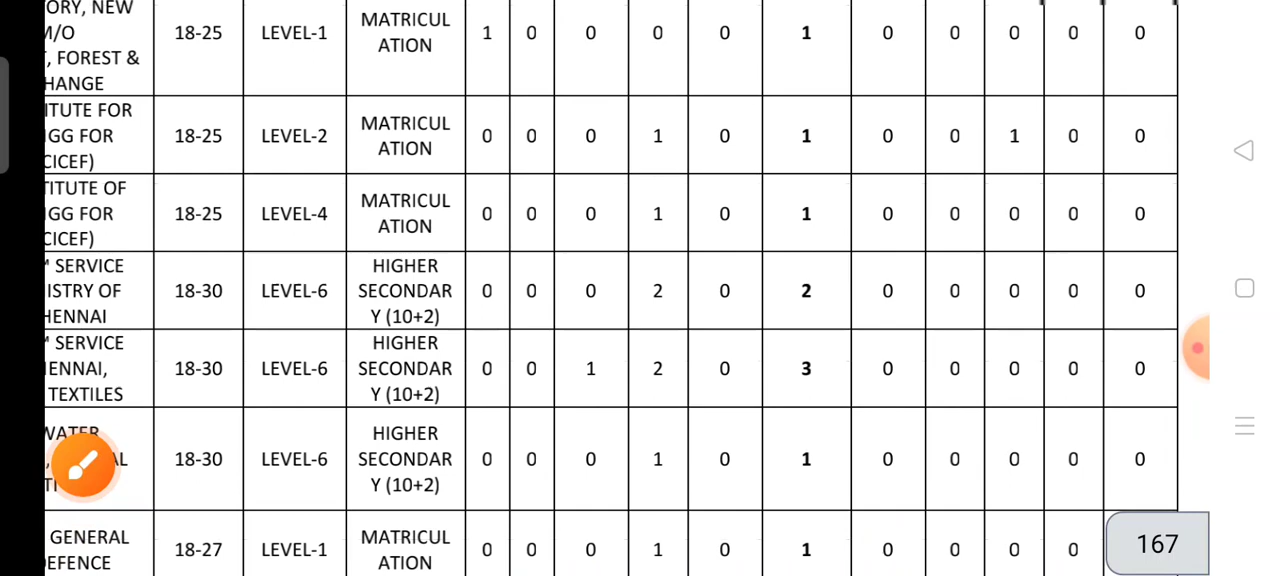 ORY, NEW
M/O
, FOREST &
HANGE
18-25 LEVEL-1 MATRICUL
ATION
1 0 0 0 0 1 0 0 0 0 0
ITUTE FOR
IGG FOR
CICEF)
18-25 LEVEL-2 MATRICUL
ATION
0 0 0 1 0 1 0 0 1 0 0
TITUTE OF
IGG FOR
CICEF)
18-25 LEVEL-4 MATRICUL
ATION
0 0 0 1 0 1 0 0 0 0 0
SERVICE
ISTRY OF
HENNAI
18-30 LEVEL-6 HIGHER
SECONDAR
Y (10+2)
0 0 0 2 0 2 0 0 0 0 0
SERVICE
ENNAI,
TEXTILES
18-30 LEVEL-6 HIGHER
SECONDAR
Y (10+2)
0 0 1 2 0 3 0 0 0 0 0
WATER
18-30 LEVEL-6 HIGHER
SECONDAR
Y (10+2)
0 0 0 1 0 1 0 0 0 0 0
GENERAL
EFENCE
18-27 LEVEL-1 MATRICUL
ATION
0 0 0 1 0 1 0 0 0 0
167